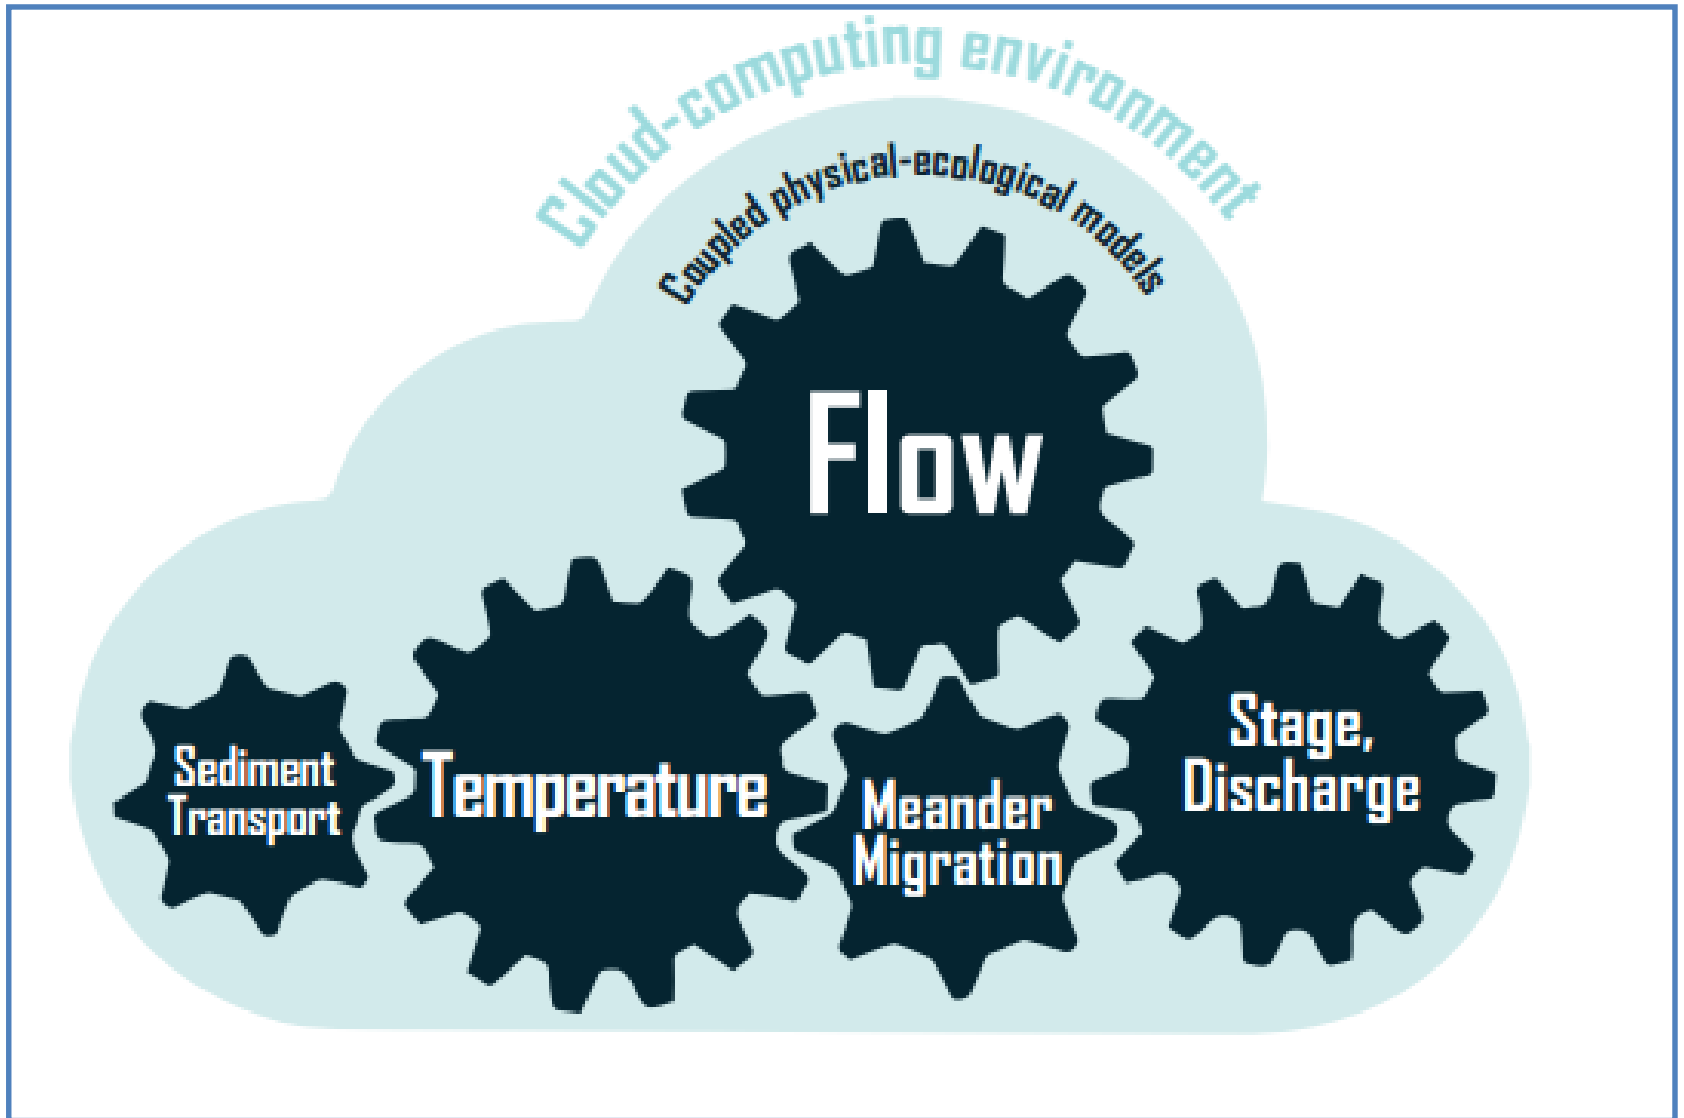 Cloud-computing environment
Coupled physical-ecological models
Flow
Sediment
Transport
Temperature
Meander
Migration
Stage,
Discharge